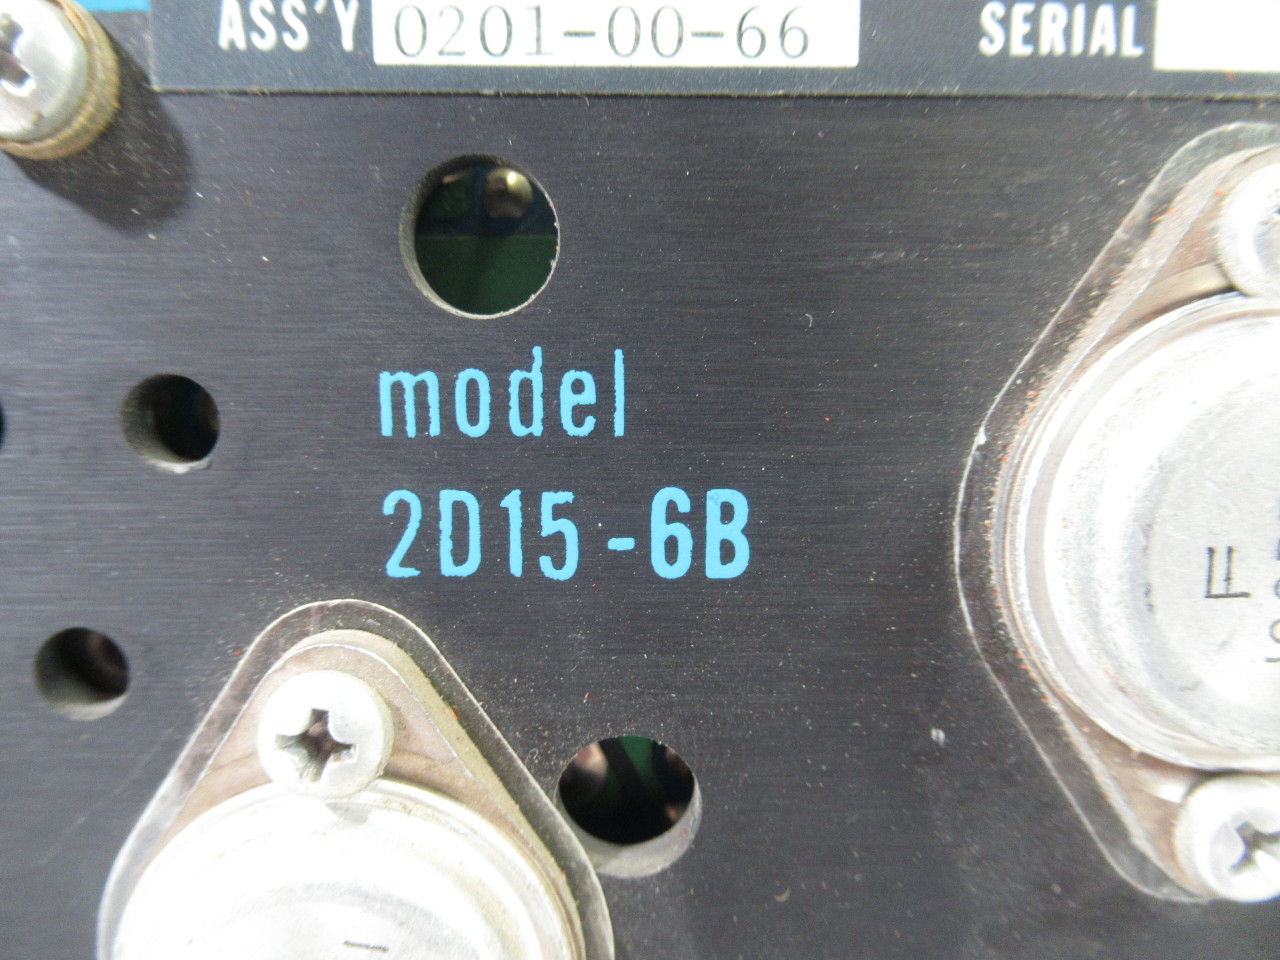 ASS'Y 0201-00-66 SERIAL
model
2D15-6B